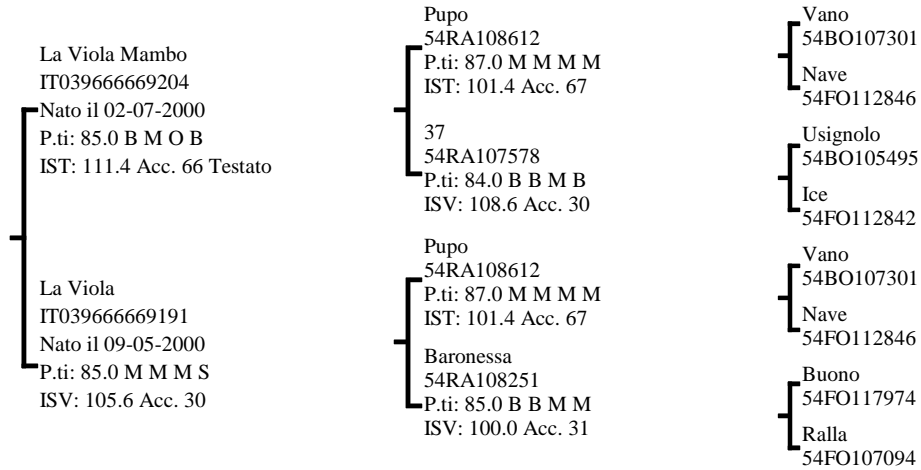 La Viola Mambo
IT039666669204
Nato il 02-07-2000
P.ti: 85.0 B M O B
IST: 111.4 Acc. 66 Testato
La Viola
IT039666669191
Nato il 09-05-2000
P.ti: 85.0 M M M S
ISV: 105.6 Acc. 30
Pupo
54RA108612
P.ti: 87.0 M M M M
IST: 101.4 Acc. 67
37
54RA107578
P.ti: 84.0 B B M B
ISV: 108.6 Acc. 30
Pupo
54RA108612
P.ti: 87.0 M M M M
IST: 101.4 Acc. 67
Baronessa
54RA108251
P.ti: 85.0 B B M M
ISV: 100.0 Acc. 31
Vano
54BO107301
Nave
54FO112846
Usignolo
54BO105495
Ice
54FO112842
Vano
54BO107301
Nave
54FO112846
Buono
54FO117974
Ralla
54FO107094